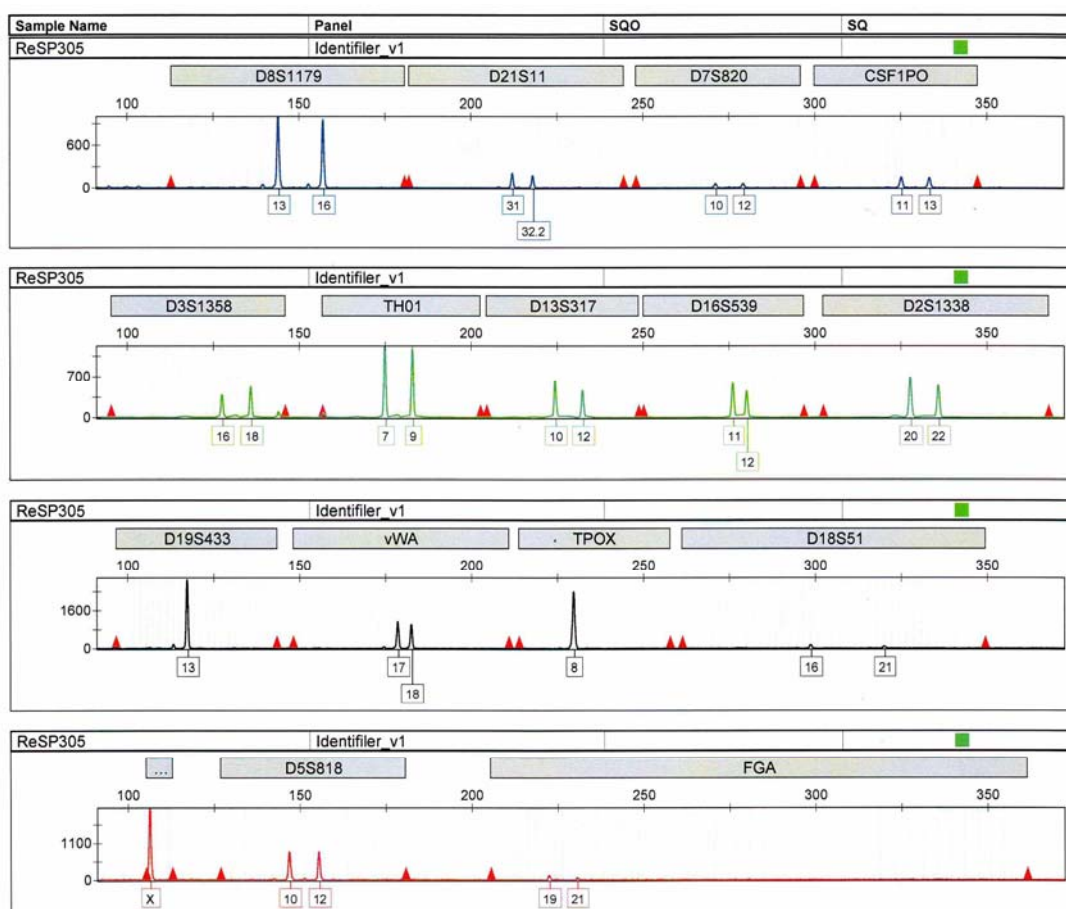 Sample Name Panel SQO SQ
ReSP305 Identifiler_v1
D8S1179 D21S11 D7S820 CSF1PO
100 150 200 250 300 350
600
0
13 16 31 10 12 11 13
32.2
ReSP305 Identifiler_v1
D3S1358 TH01 D13S317 D16S539 D2S1338
100 150 200 250 300 350
700
0
16 18 7 9 10 12 11 20 22
12
ReSP305 Identifiler_v1
D19S433 vWA TPOX D18S51
100 150 200 250 300 350
1600
0
13 17 8 16 21
18
ReSP305 Identifiler_v1
... D5S818 FGA
100 150 200 250 300 350
1100
0
X 10 12 19 21